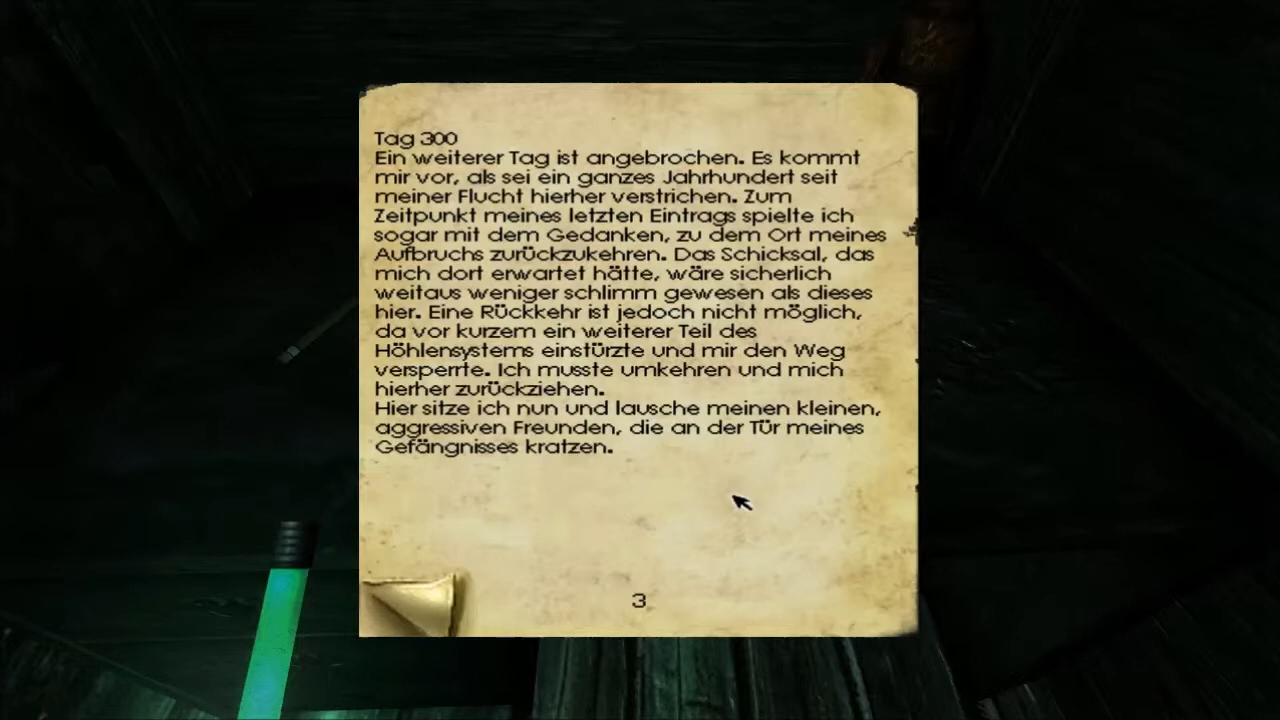 Tag 300
Ein weiterer Tag ist angebrochen. Es kommt
mir vor, als sei ein ganzes Jahrhundert seit
meiner Flucht hierher verstrichen. Zum
Zeitpunkt meines letzten Eintrags spielte ich
sogar mit dem Gedanken, zu dem Ort meines
Aufbruchs zurückzukehren. Das Schicksal, das
mich dort erwartet hätte, wäre sicherlich
weitaus weniger schlimm gewesen als dieses
hier. Eine Rückkehr ist jedoch nicht möglich,
da vor kurzem ein weiterer Teil des
Höhlensystems einstürzte und mir den Weg
versperrte. Ich musste umkehren und mich
hierher zurückziehen.
Hier sitze ich nun und lausche meinen kleinen,
aggressiven Freunden, die an der Tür meines
Gefängnisses kratzen.
3